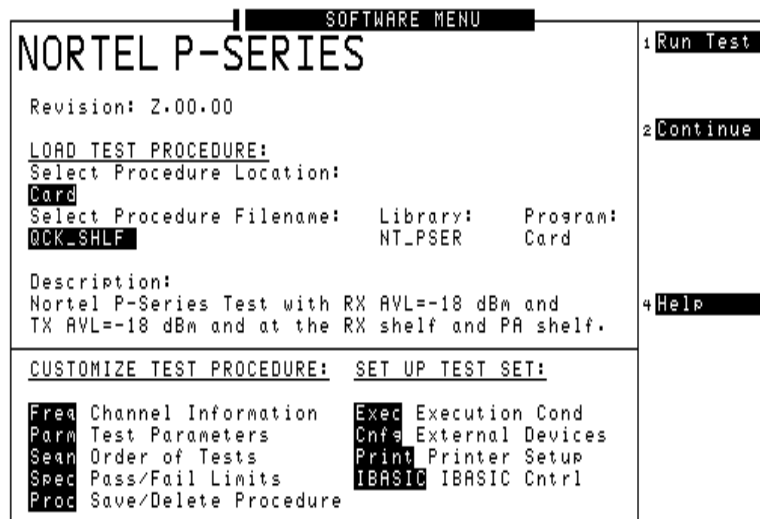 SOFTWARE MENU
NORTEL P-SERIES
Revision: Z.00.00
LOAD TEST PROCEDURE:
Select Procedure Location:
Card
Select Procedure Filename: Library: Program:
QCK_SHLF NT_PSER Card
Description:
Nortel P-Series Test with RX AVL=-18 dBm and
TX AVL=-18 dBm and at the RX shelf and PA shelf.
CUSTOMIZE TEST PROCEDURE: SET UP TEST SET:
Freq Channel Information Exec Execution Cond
Parm Test Parameters Cnfg External Devices
Seqn Order of Tests Print Printer Setup
Spec Pass/Fail Limits IBASIC IBASIC Cntrl
Proc Save/Delete Procedure
1 Run Test
2 Continue
4 Help